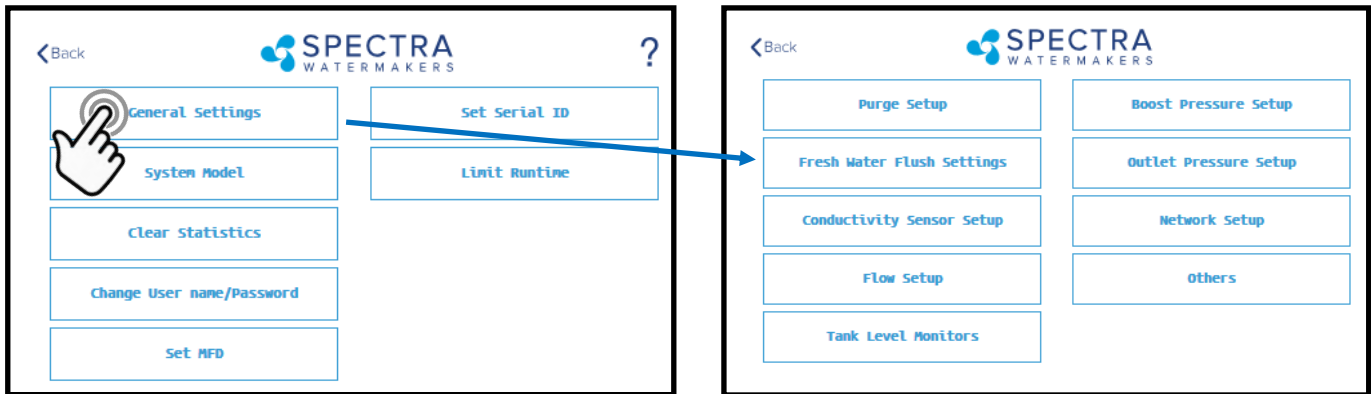 Back
SPECTRA
WATERMAKERS
?
General Settings
Set Serial ID
System Model
Limit Runtime
Clear Statistics
Change User name/Password
Set MFD
Back
SPECTRA
WATERMAKERS
Purge Setup
Boost Pressure Setup
Fresh Water Flush Settings
Outlet Pressure Setup
Conductivity Sensor Setup
Network Setup
Flow Setup
Others
Tank Level Monitors